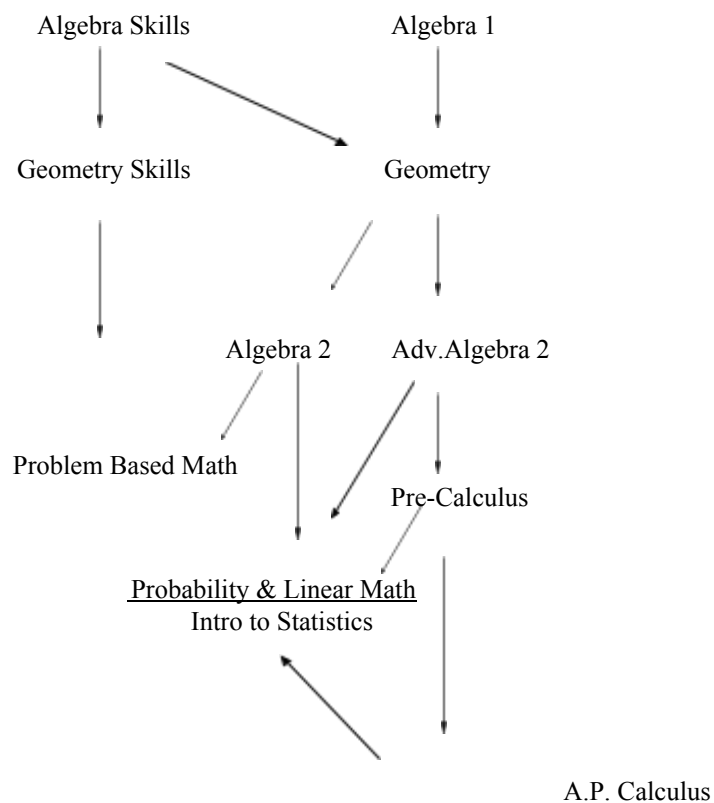 Algebra Skills
Algebra 1
Geometry Skills
Geometry
Algebra 2
Adv.Algebra 2
Problem Based Math
Pre-Calculus
Probability & Linear Math
Intro to Statistics
A.P. Calculus